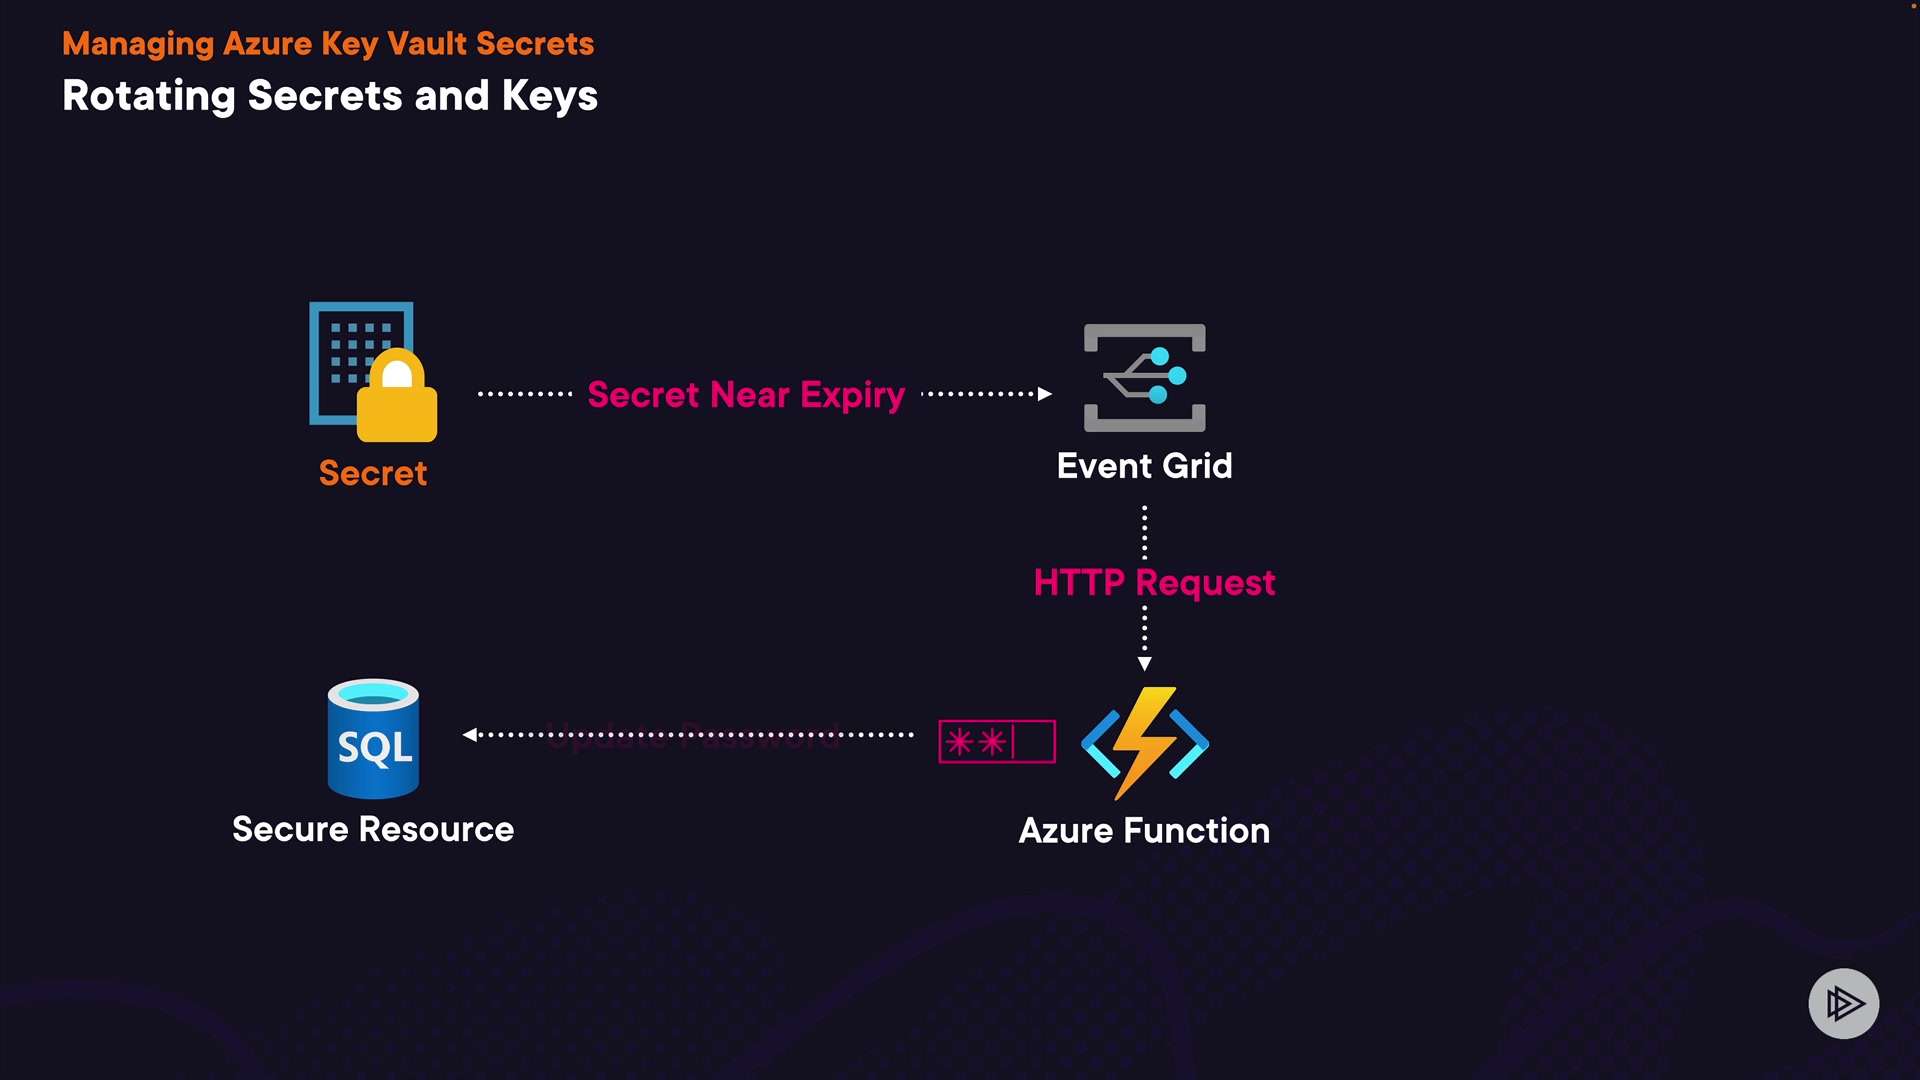 Managing Azure Key Vault Secrets
Rotating Secrets and Keys
Secret Near Expiry
Secret
Event Grid
HTTP Request
Update Password
**
SQL
Secure Resource
Azure Function